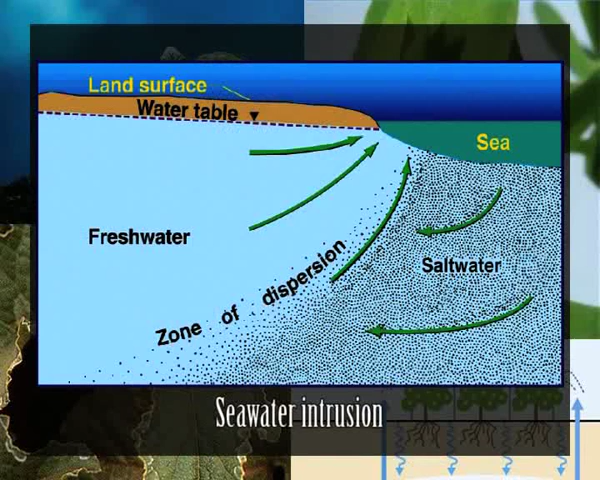 Land surface
Water table
Sea
Freshwater
Saltwater
Zone of dispersion
Seawater intrusion